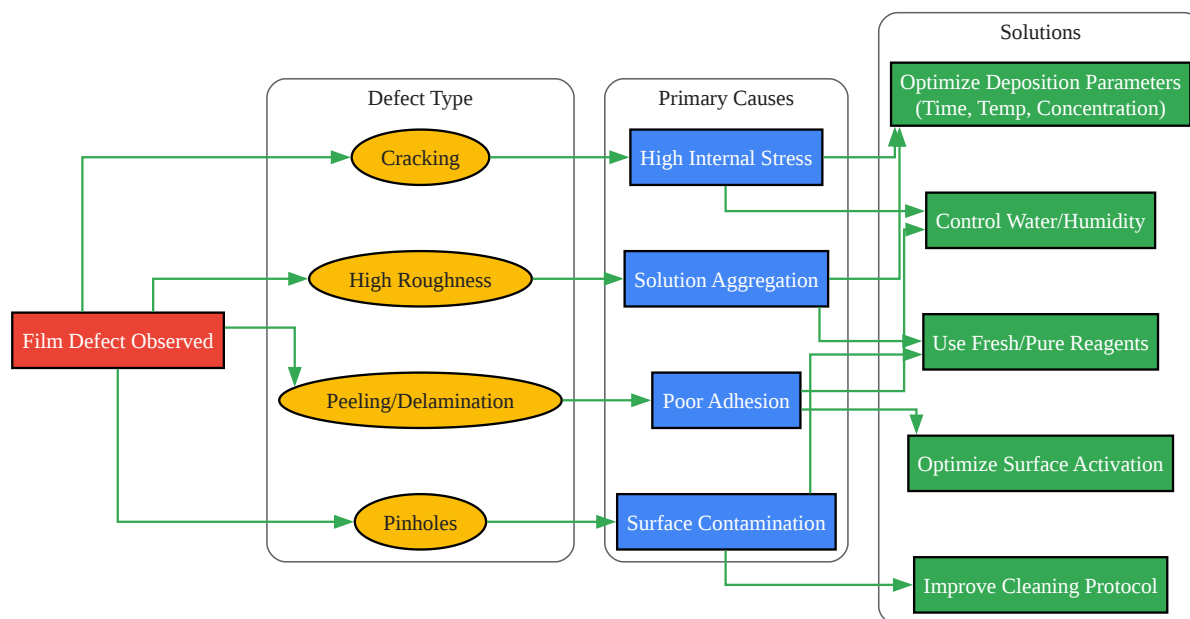 Solutions
Optimize Deposition Parameters
(Time, Temp, Concentration)
Defect Type
Primary Causes
Cracking
High Internal Stress
Control Water/Humidity
High Roughness
Solution Aggregation
Film Defect Observed
Use Fresh/Pure Reagents
Peeling/Delamination
Poor Adhesion
Optimize Surface Activation
Pinholes
Surface Contamination
Improve Cleaning Protocol